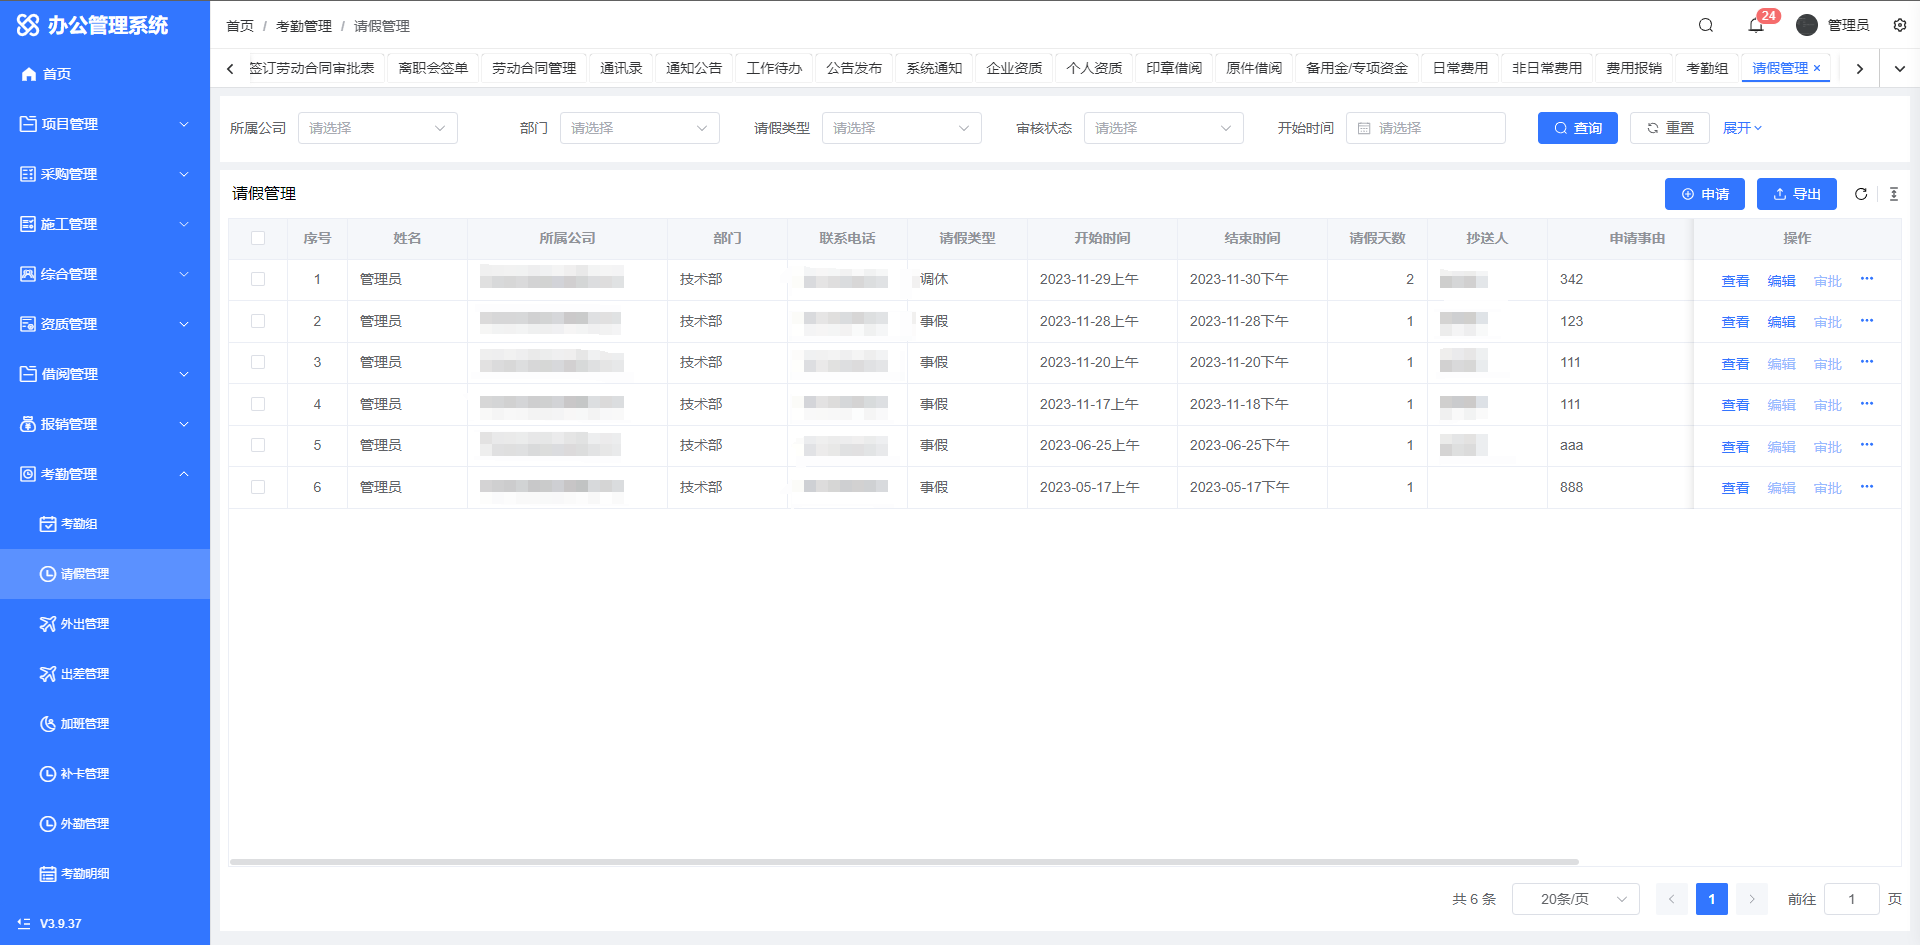 办公管理系统
首页
项目管理
采购管理
施工管理
综合管理
资质管理
借阅管理
报销管理
考勤管理
考勤组
请假管理
外出管理
出差管理
加班管理
补卡管理
外勤管理
考勤明细
V3.9.37
首页 / 考勤管理 / 请假管理
24 管理员
签订劳动合同审批表 离职会签单 劳动合同管理 通讯录 通知公告 工作待办 公告发布 系统通知 企业资质 个人资质 印章借阅 原件借阅 备用金/专项资金 日常费用 非日常费用 费用报销 考勤组 请假管理 ×
所属公司 请选择 部门 请选择 请假类型 请选择 审核状态 请选择 开始时间 请选择 查询 重置 展开
请假管理 申请 导出
序号 姓名 所属公司 部门 联系电话 请假类型 开始时间 结束时间 请假天数 抄送人 申请事由 操作
1 管理员 技术部 调休 2023-11-29上午 2023-11-30下午 2 342 查看 编辑 审批 ···
2 管理员 技术部 事假 2023-11-28上午 2023-11-28下午 1 123 查看 编辑 审批 ···
3 管理员 技术部 事假 2023-11-20上午 2023-11-20下午 1 111 查看 编辑 审批 ···
4 管理员 技术部 事假 2023-11-17上午 2023-11-18下午 1 111 查看 编辑 审批 ···
5 管理员 技术部 事假 2023-06-25上午 2023-06-25下午 1 aaa 查看 编辑 审批 ···
6 管理员 技术部 事假 2023-05-17上午 2023-05-17下午 1 888 查看 编辑 审批 ···
共 6 条 20条/页 1 前往 1 页